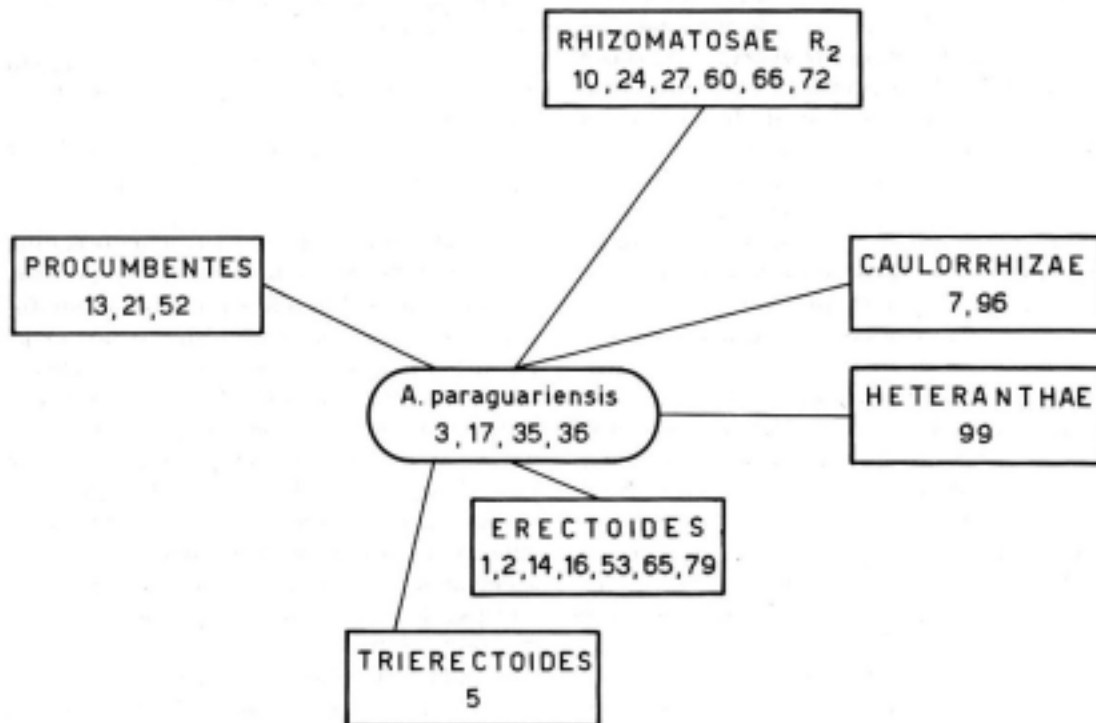 RHIZOMATOSAE R2
10, 24, 27, 60, 66, 72
PROCUMBENTES
13, 21, 52
CAULORRHIZAE
7, 96
A. paraguariensis
3, 17, 35, 36
HETERANTHAE
99
ERECTOIDES
1, 2, 14, 16, 53, 65, 79
TRIERECTOIDES
5